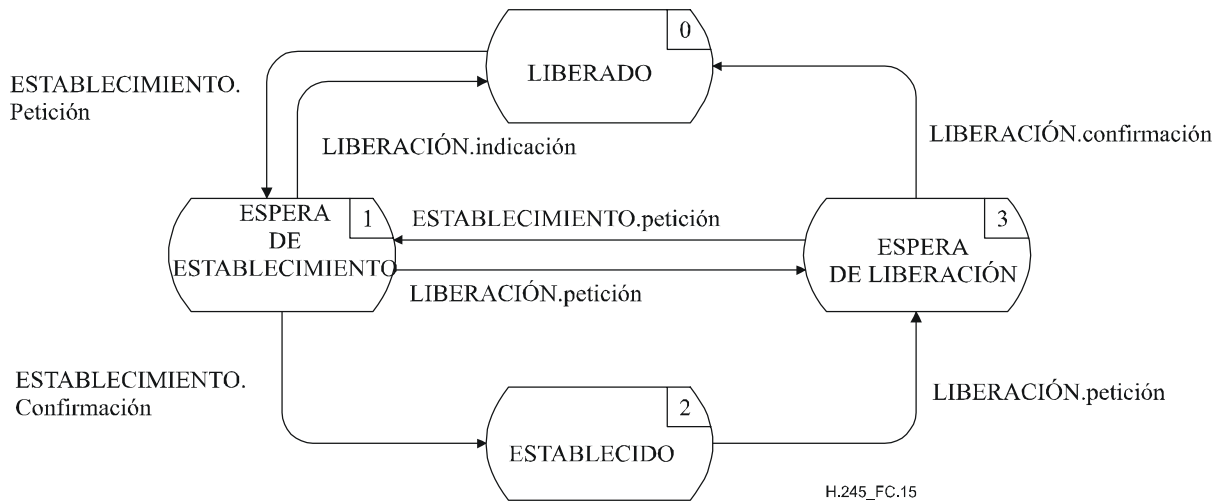 0
LIBERADO
ESTABLECIMIENTO.
Petición
LIBERACIÓN.indicación
LIBERACIÓN.confirmación
ESPERA
DE
ESTABLECIMIENTO
1
ESTABLECIMIENTO.petición
LIBERACIÓN.petición
3
ESPERA
DE LIBERACIÓN
ESTABLECIMIENTO.
Confirmación
2
ESTABLECIDO
LIBERACIÓN.petición
H.245_FC.15